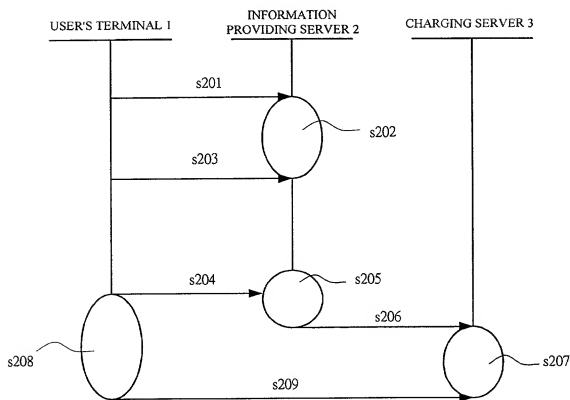 USER'S TERMINAL 1
INFORMATION
PROVIDING SERVER 2
CHARGING SERVER 3
s201
s202
s203
s204
s205
s206
s207
s208
s209